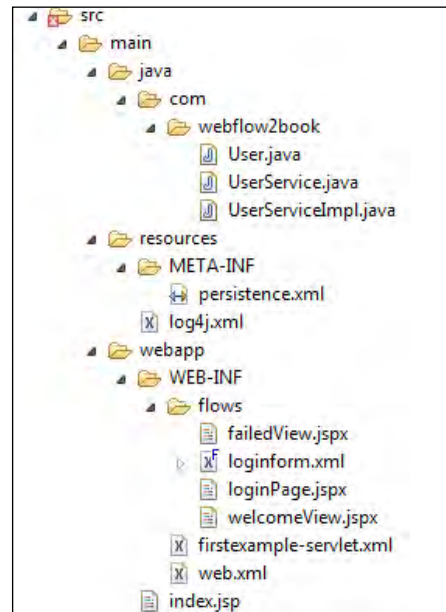 src
main
java
com
webflow2book
User.java
UserService.java
UserServiceImpl.java
resources
META-INF
persistence.xml
log4j.xml
webapp
WEB-INF
flows
failedView.jspx
loginform.xml
loginPage.jspx
welcomeView.jspx
firstexample-servlet.xml
web.xml
index.jsp